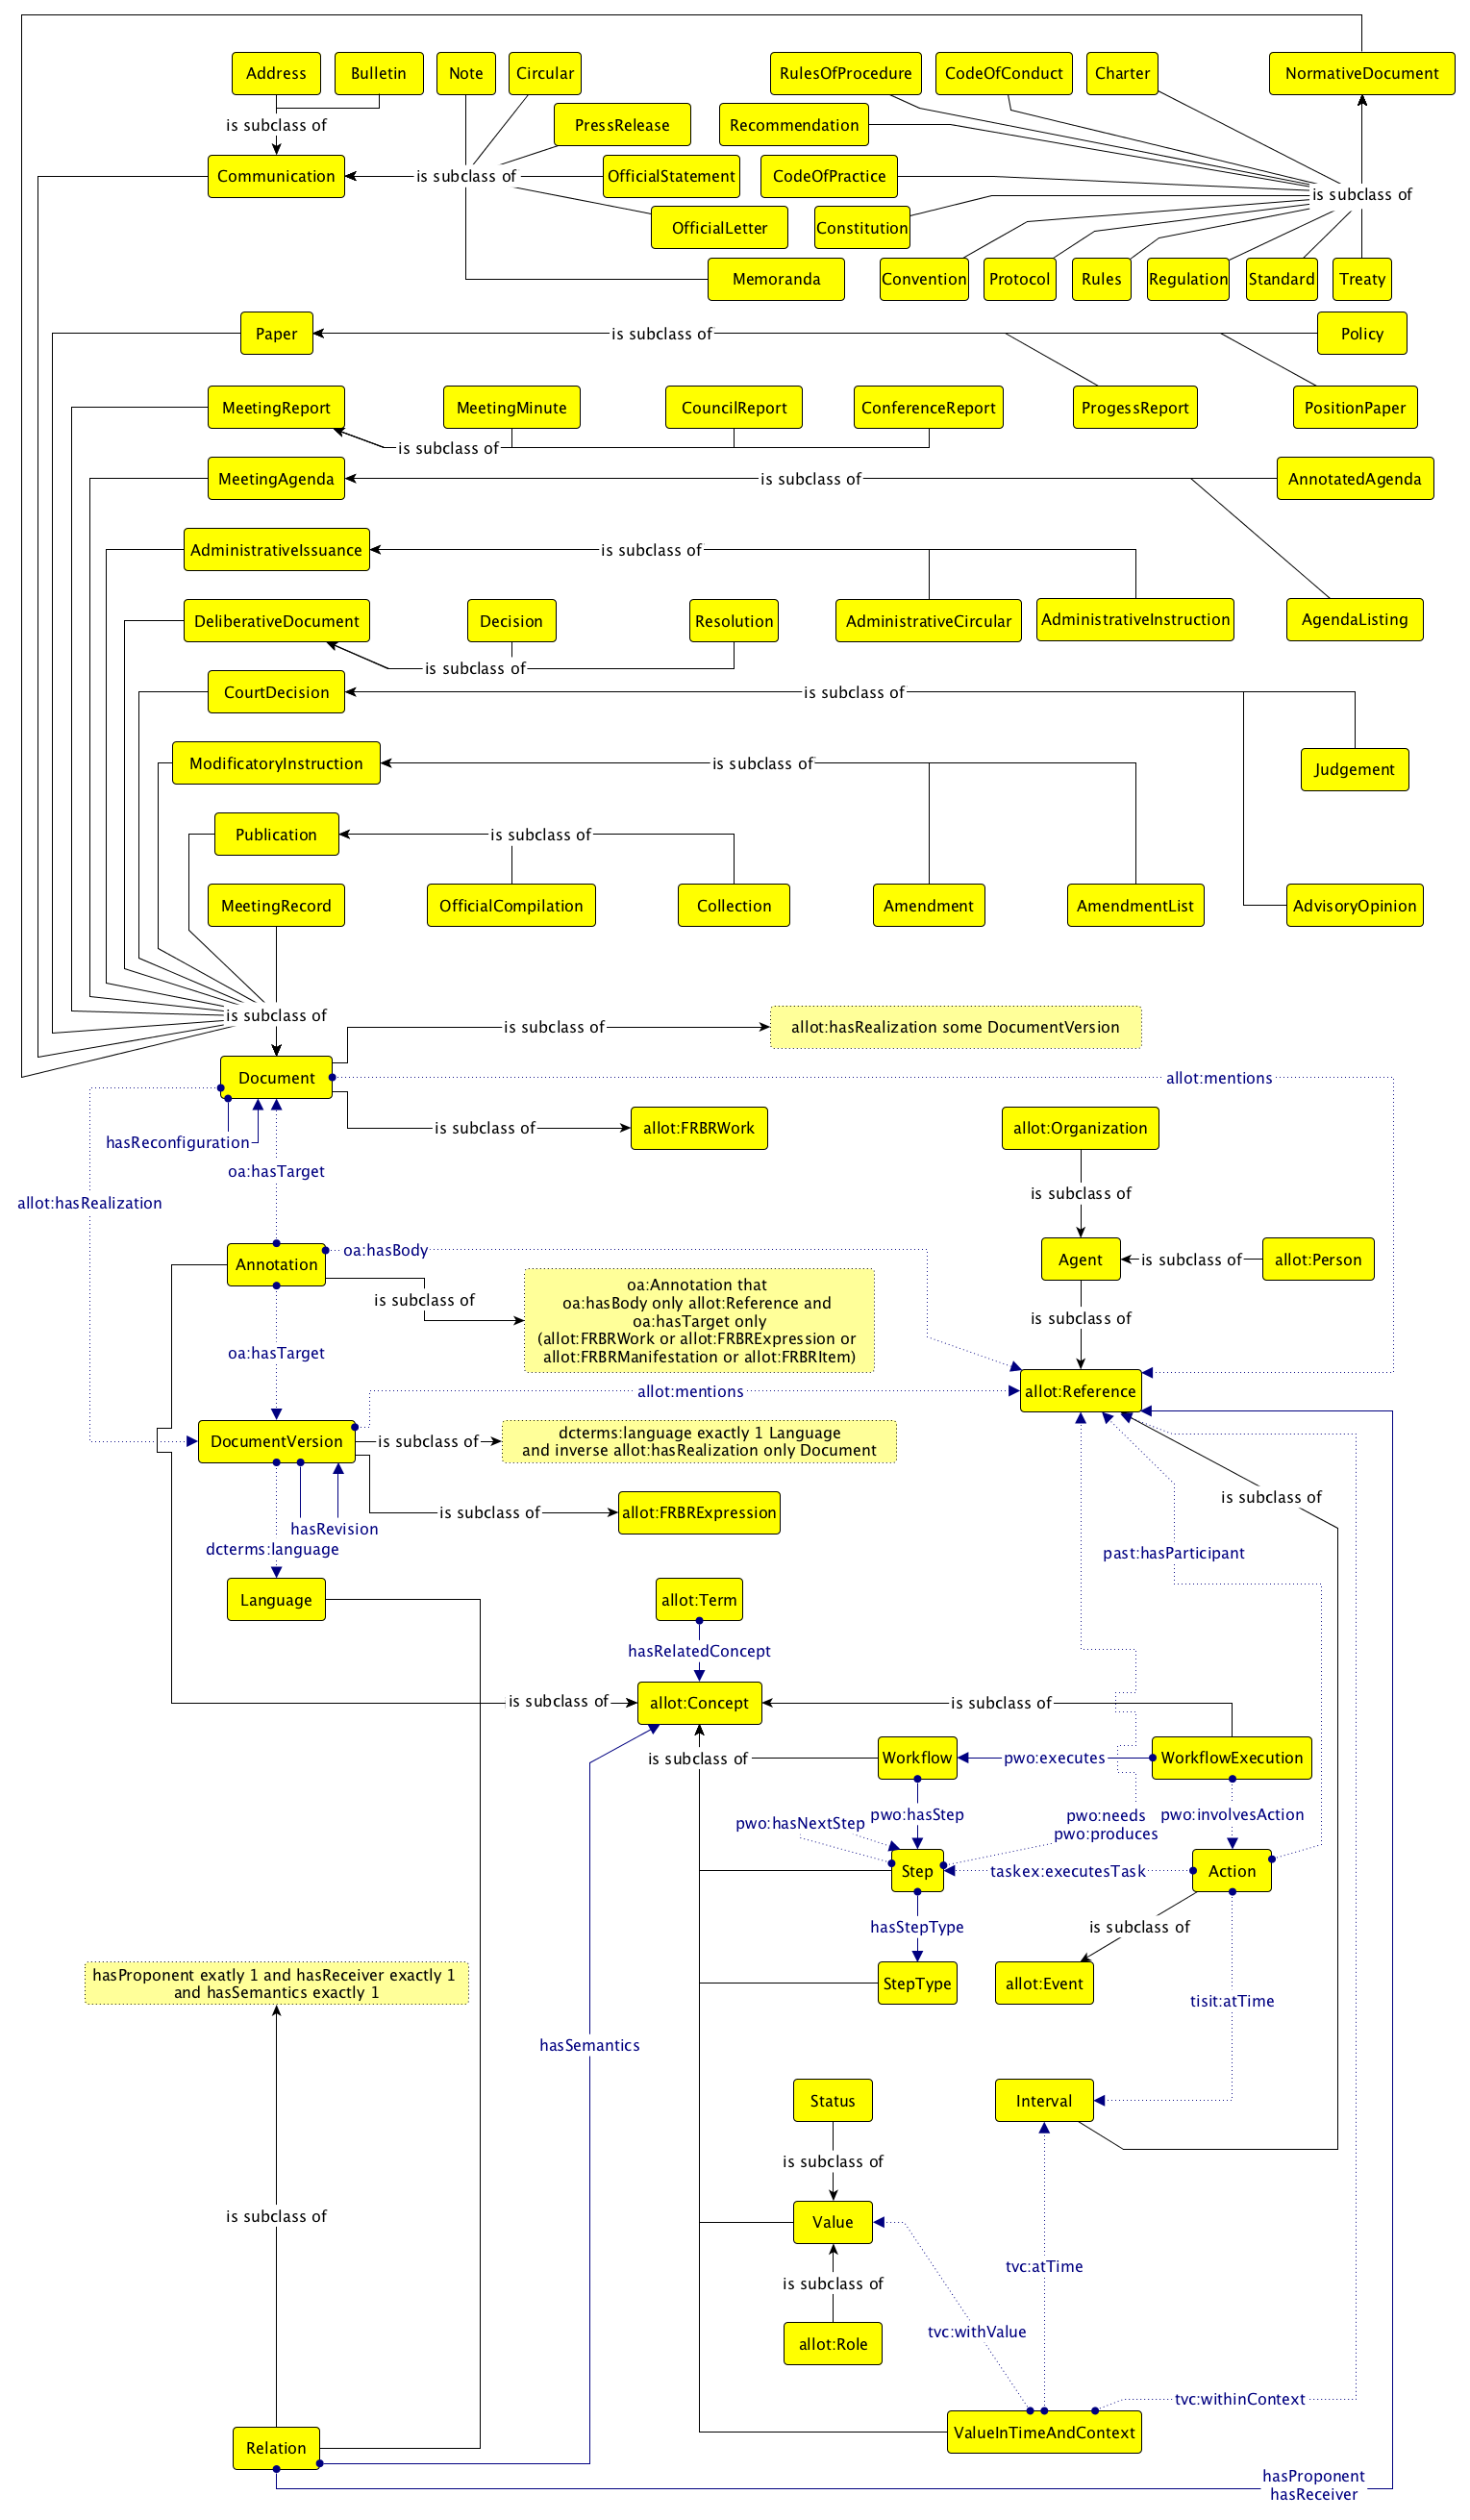 Address
Bulletin
Note
Circular
RulesOfProcedure
CodeOfConduct
Charter
NormativeDocument
is subclass of
PressRelease
Recommendation
Communication
is subclass of
OfficialStatement
CodeOfPractice
is subclass of
OfficialLetter
Constitution
Memoranda
Convention
Protocol
Rules
Regulation
Standard
Treaty
Paper
is subclass of
Policy
MeetingReport
MeetingMinute
CouncilReport
ConferenceReport
ProgessReport
PositionPaper
is subclass of
MeetingAgenda
is subclass of
AnnotatedAgenda
AdministrativeIssuance
is subclass of
DeliberativeDocument
Decision
Resolution
AdministrativeCircular
AdministrativeInstruction
AgendaListing
is subclass of
CourtDecision
is subclass of
ModificatoryInstruction
is subclass of
Judgement
Publication
is subclass of
MeetingRecord
OfficialCompilation
Collection
Amendment
AmendmentList
AdvisoryOpinion
is subclass of
is subclass of
allot:hasRealization some DocumentVersion
Document
allot:mentions
hasReconfiguration
is subclass of
allot:FRBRWork
allot:Organization
oa:hasTarget
allot:hasRealization
is subclass of
oa:hasBody
Annotation
Agent
is subclass of
allot:Person
is subclass of
oa:Annotation that
oa:hasBody only allot:Reference and
oa:hasTarget only
(allot:FRBRWork or allot:FRBRExpression or
allot:FRBRManifestation or allot:FRBRItem)
is subclass of
oa:hasTarget
allot:mentions
allot:Reference
DocumentVersion
is subclass of
dcterms:language exactly 1 Language
and inverse allot:hasRealization only Document
is subclass of
hasRevision
is subclass of
allot:FRBRExpression
dcterms:language
past:hasParticipant
Language
allot:Term
hasRelatedConcept
is subclass of
allot:Concept
is subclass of
is subclass of
Workflow
pwo:executes
WorkflowExecution
pwo:hasNextStep
pwo:hasStep
pwo:needs
pwo:produces
pwo:involvesAction
Step
taskex:executesTask
Action
hasStepType
is subclass of
hasProponent exatly 1 and hasReceiver exactly 1
and hasSemantics exactly 1
StepType
allot:Event
tisit:atTime
hasSemantics
Status
Interval
is subclass of
is subclass of
Value
tvc:atTime
is subclass of
tvc:withValue
allot:Role
tvc:withinContext
Relation
ValueInTimeAndContext
hasProponent
hasReceiver